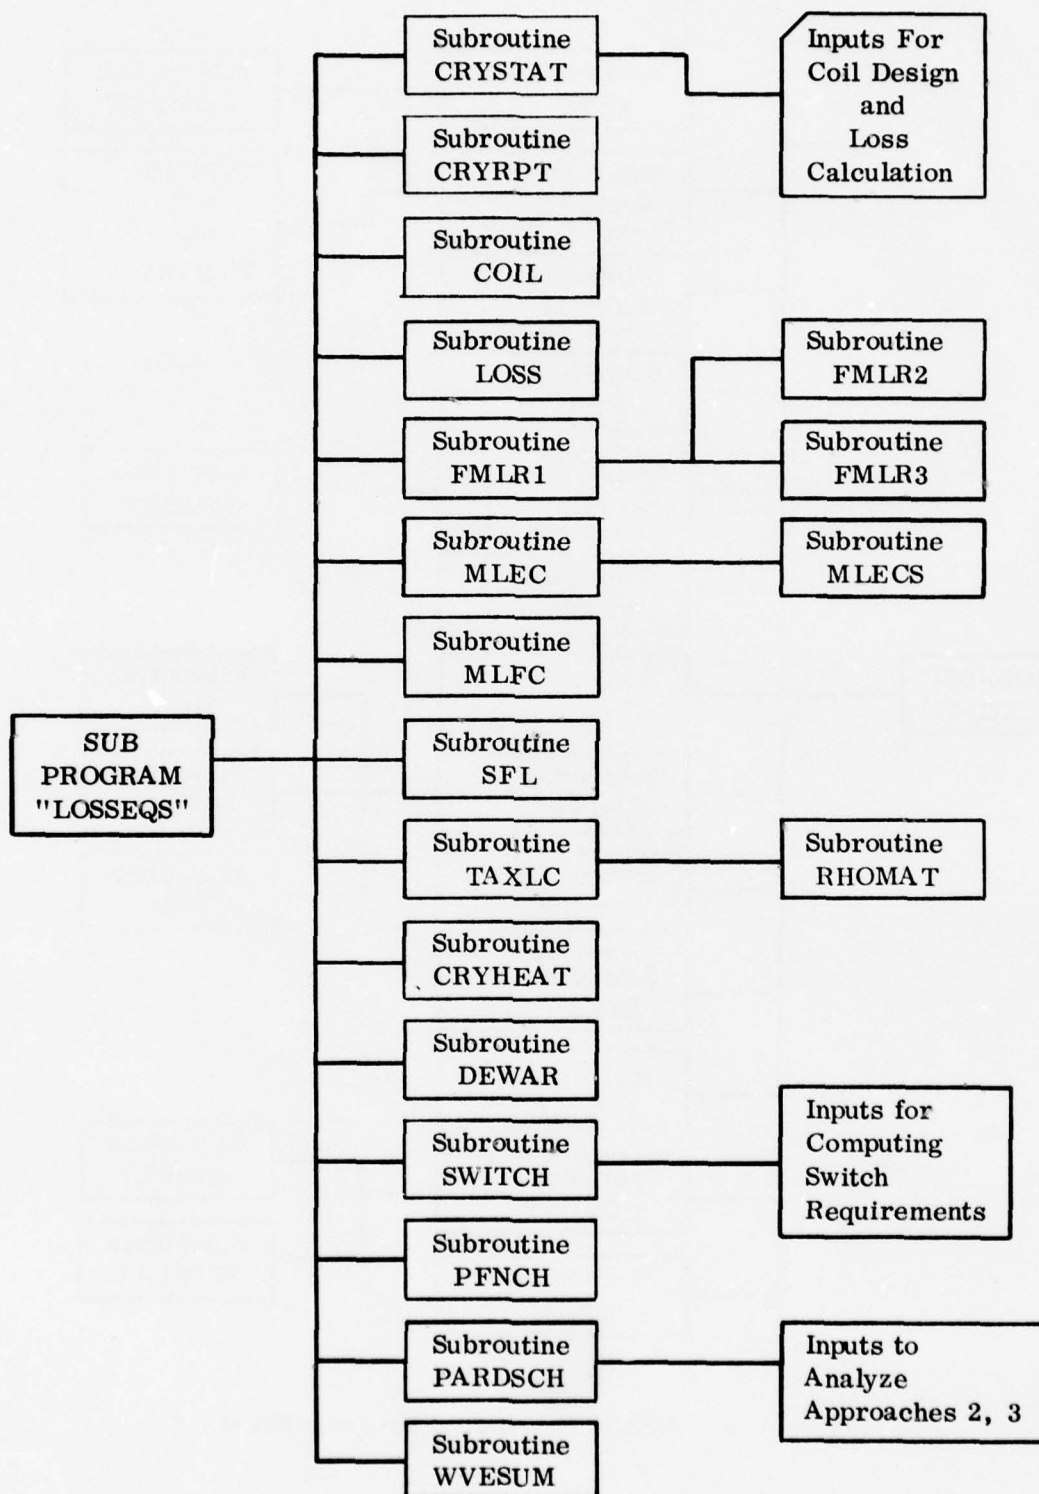 Subroutine
CRYSTAT
Inputs For
Coil Design
and
Loss
Calculation
Subroutine
CRYRPT
Subroutine
COIL
Subroutine
LOSS
Subroutine
FMLR2
Subroutine
FMLR1
Subroutine
FMLR3
Subroutine
MLEC
Subroutine
MLECS
Subroutine
MLFC
SUB
PROGRAM
"LOSSEQS"
Subroutine
SFL
Subroutine
TAXLC
Subroutine
RHOMAT
Subroutine
CRYHEAT
Subroutine
DEWAR
Subroutine
SWITCH
Inputs for
Computing
Switch
Requirements
Subroutine
PFNCH
Subroutine
PARDSCH
Inputs to
Analyze
Approaches 2, 3
Subroutine
WVESUM